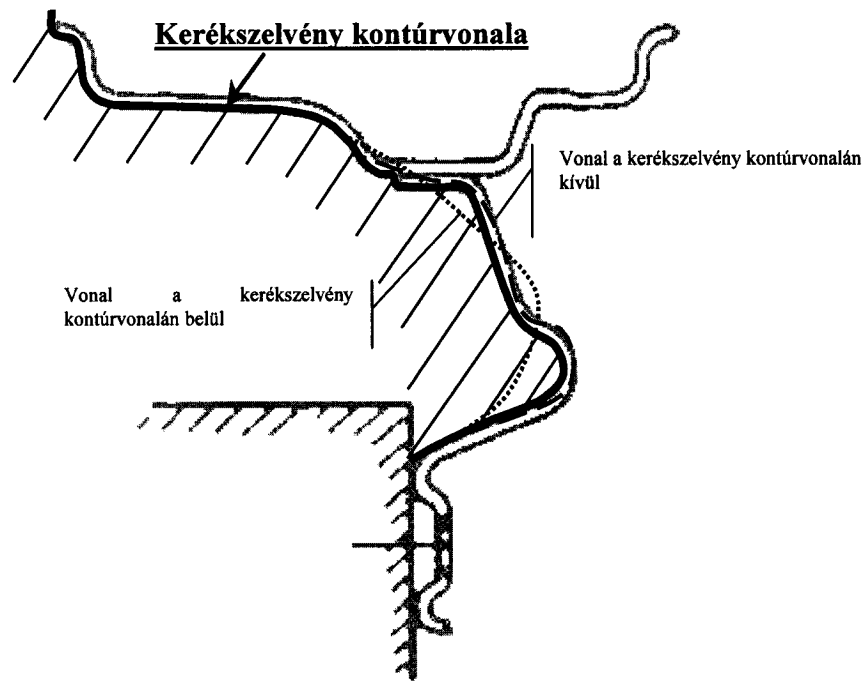 Kerékszelvény kontúrvonala
Vonal a kerékszelvény kontúrvonalán
kívül
Vonal a kerékszelvény
kontúrvonalán belül